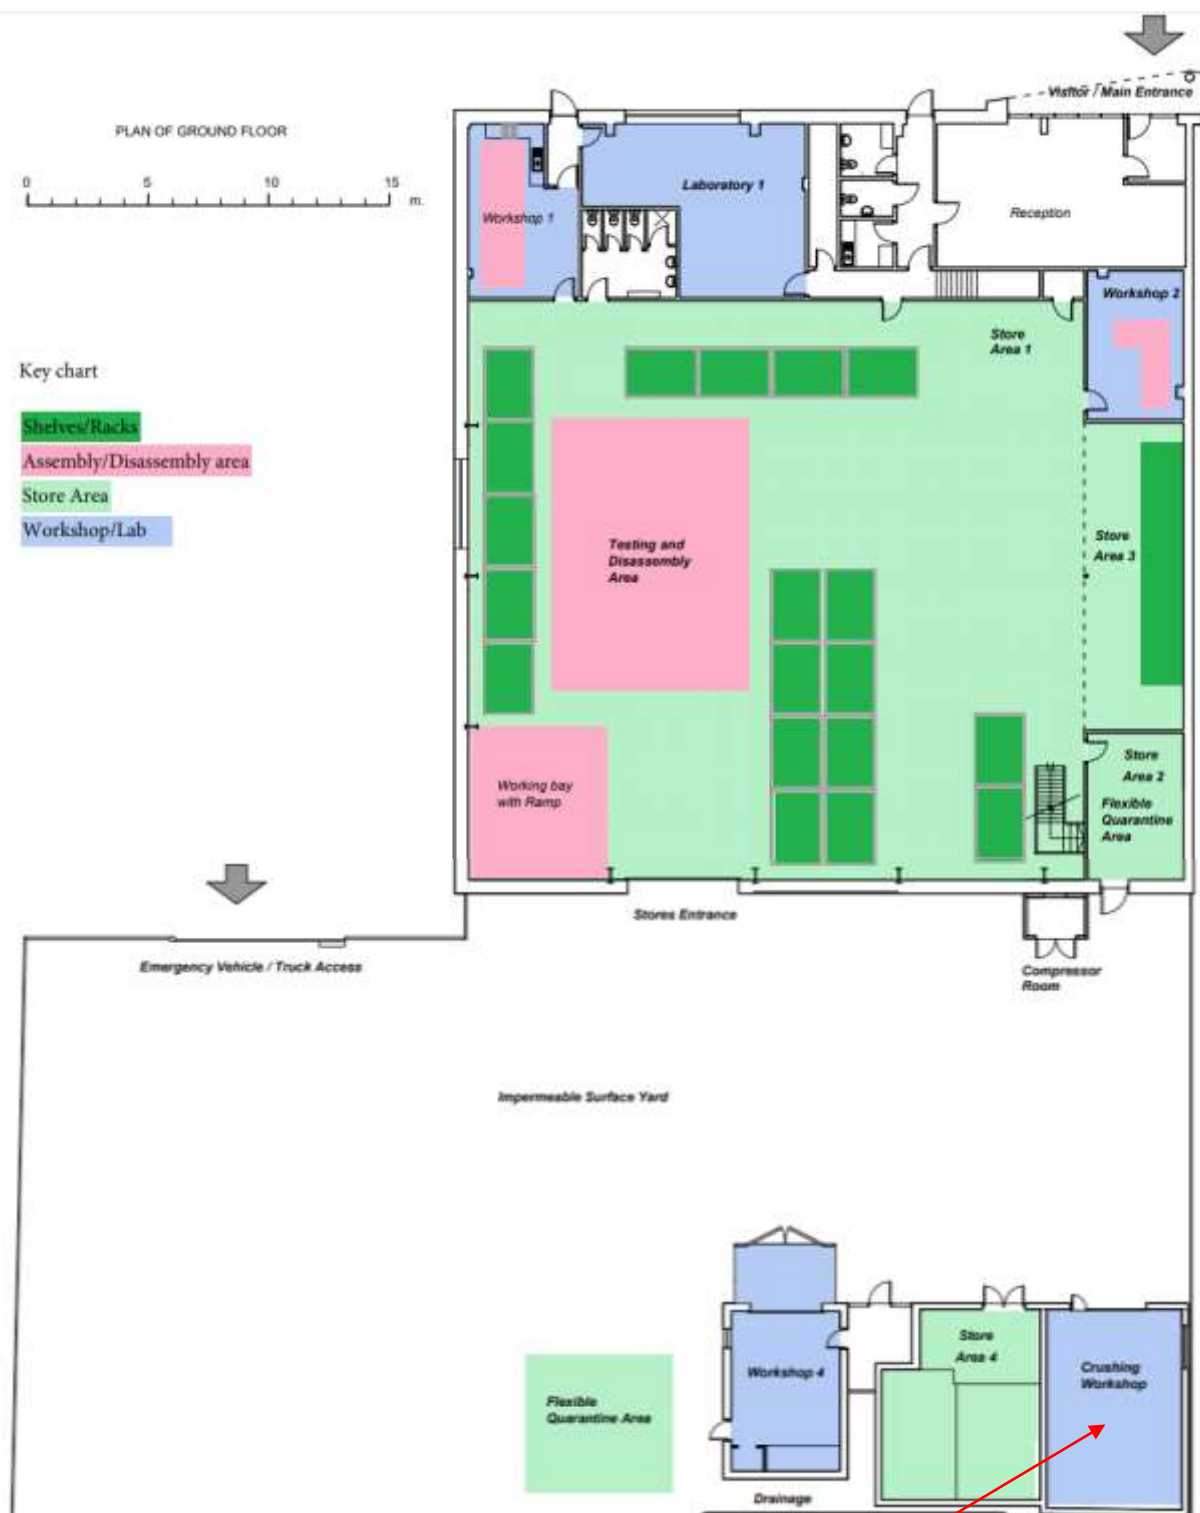 Visitor / Main Entrance
PLAN OF GROUND FLOOR
0 5 10 15
m.
Laboratory 1
Workshop 1
Reception
Workshop 2
Store
Area 1
Key chart
Shelves/Racks
Assembly/Disassembly area
Store Area
Workshop/Lab
Testing and
Disassembly
Area
Store
Area 3
Store
Area 2
Flexible
Quarantine
Area
Working bay
with Ramp
Stores Entrance
Emergency Vehicle / Truck Access
Compressor
Room
Impermeable Surface Yard
Store
Area 4
Workshop 4
Crushing
Workshop
Flexible
Quarantine Area
Drainage